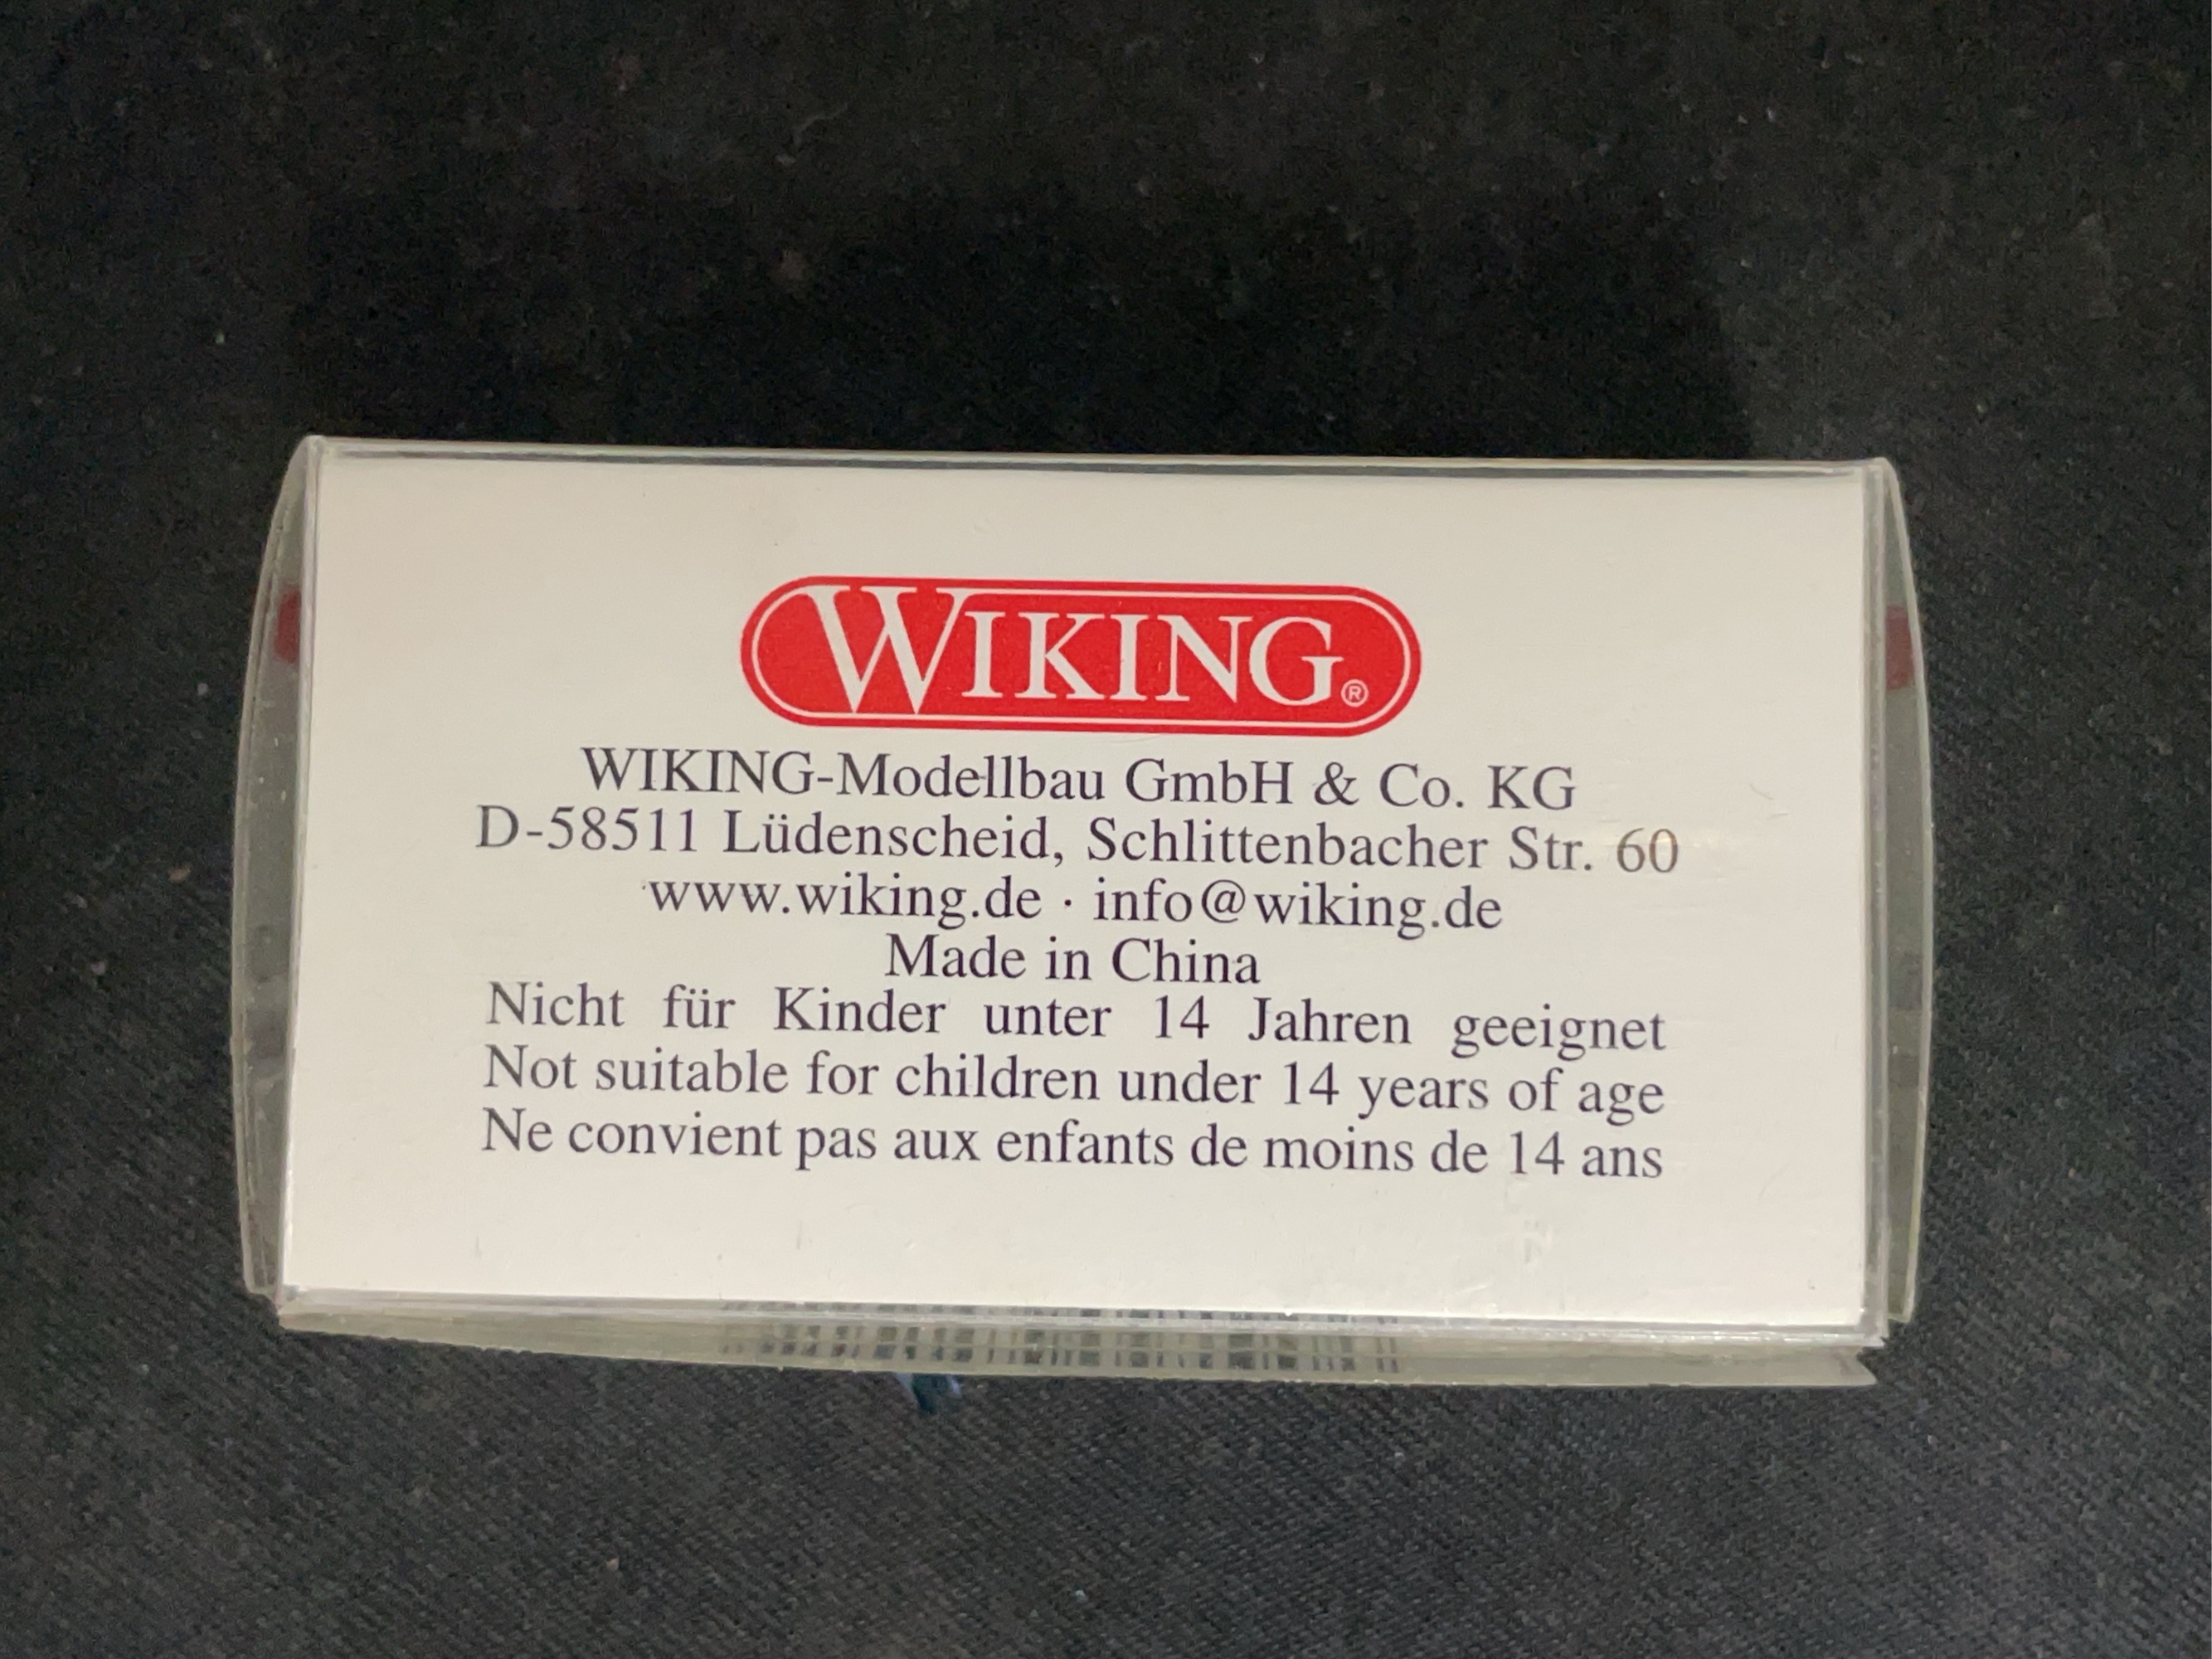 WIKING®
WIKING-Modellbau GmbH & Co. KG
D-58511 Lüdenscheid, Schlittenbacher Str. 60
www.wiking.de · info@wiking.de
Made in China
Nicht für Kinder unter 14 Jahren geeignet
Not suitable for children under 14 years of age
Ne convient pas aux enfants de moins de 14 ans